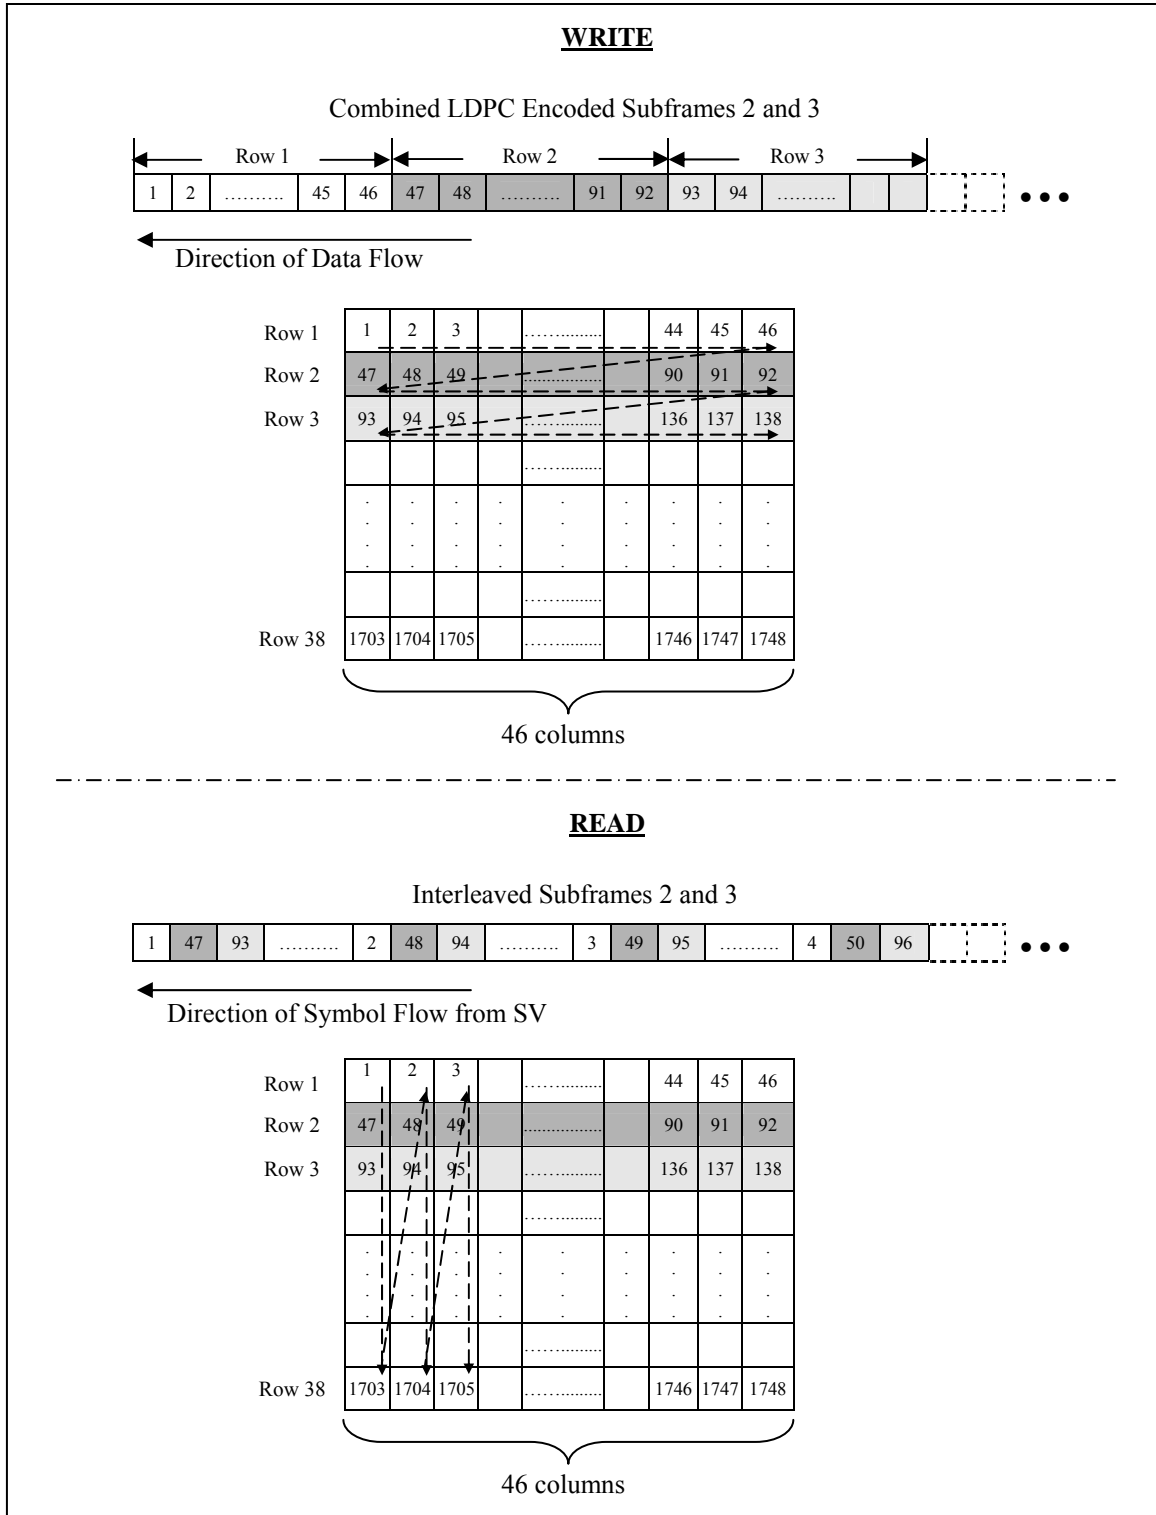 WRITE
Combined LDPC Encoded Subframes 2 and 3
Row 1 Row 2 Row 3
1 2 .......... 45 46 47 48 .......... 91 92 93 94 .......... •••
Direction of Data Flow
Row 1 1 2 3 ............... 44 45 46
Row 2 47 48 49 ................. 90 91 92
Row 3 93 94 95 ............... 136 137 138
...............
. . . . . . . .
. . . . . . . .
. . . . . . . .
. . . . . . . .
...............
Row 38 1703 1704 1705 ............... 1746 1747 1748
46 columns
READ
Interleaved Subframes 2 and 3
1 47 93 .......... 2 48 94 .......... 3 49 95 .......... 4 50 96 •••
Direction of Symbol Flow from SV
Row 1 1 2 3 ............... 44 45 46
Row 2 47 48 49 ................. 90 91 92
Row 3 93 94 95 ............... 136 137 138
...............
. . . . . . . .
. . . . . . . .
. . . . . . . .
. . . . . . . .
...............
Row 38 1703 1704 1705 ............... 1746 1747 1748
46 columns